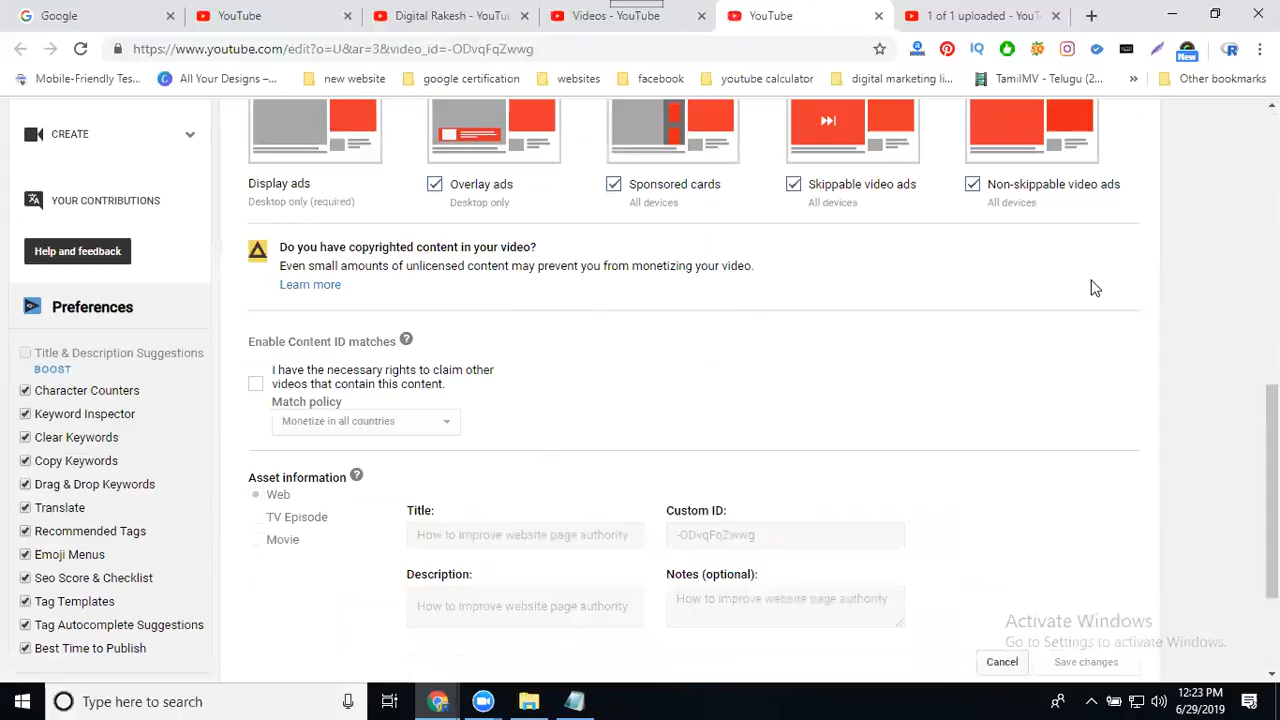 Google
YouTube
Digital Rakesh - YouTu
Videos - YouTube
YouTube
1 of 1 uploaded - YouT
https://www.youtube.com/edit?o=U&ar=3&video_id=-ODvqFqZwwg
New
Mobile-Friendly Tes...
All Your Designs –...
new website
google certification
websites
facebook
youtube calculator
digital marketing li...
TamilMV - Telugu (2...
Other bookmarks
CREATE
YOUR CONTRIBUTIONS
Help and feedback
Preferences
Title & Description Suggestions
BOOST
Character Counters
Keyword Inspector
Clear Keywords
Copy Keywords
Drag & Drop Keywords
Translate
Recommended Tags
Emoji Menus
Seo Score & Checklist
Tag Templates
Tag Autocomplete Suggestions
Best Time to Publish
Display ads
Desktop only (required)
Overlay ads
Desktop only
Sponsored cards
All devices
Skippable video ads
All devices
Non-skippable video ads
All devices
Do you have copyrighted content in your video?
Even small amounts of unlicensed content may prevent you from monetizing your video.
Learn more
Enable Content ID matches
I have the necessary rights to claim other
videos that contain this content.
Match policy
Monetize in all countries
Asset information
Web
TV Episode
Movie
Title:
How to improve website page authority
Custom ID:
-ODvqFqZwwg
Description:
How to improve website page authority
Notes (optional):
How to improve website page authority
Activate Windows
Go to Settings to activate Windows.
Cancel
Save changes
Type here to search
12:23 PM
6/29/2019